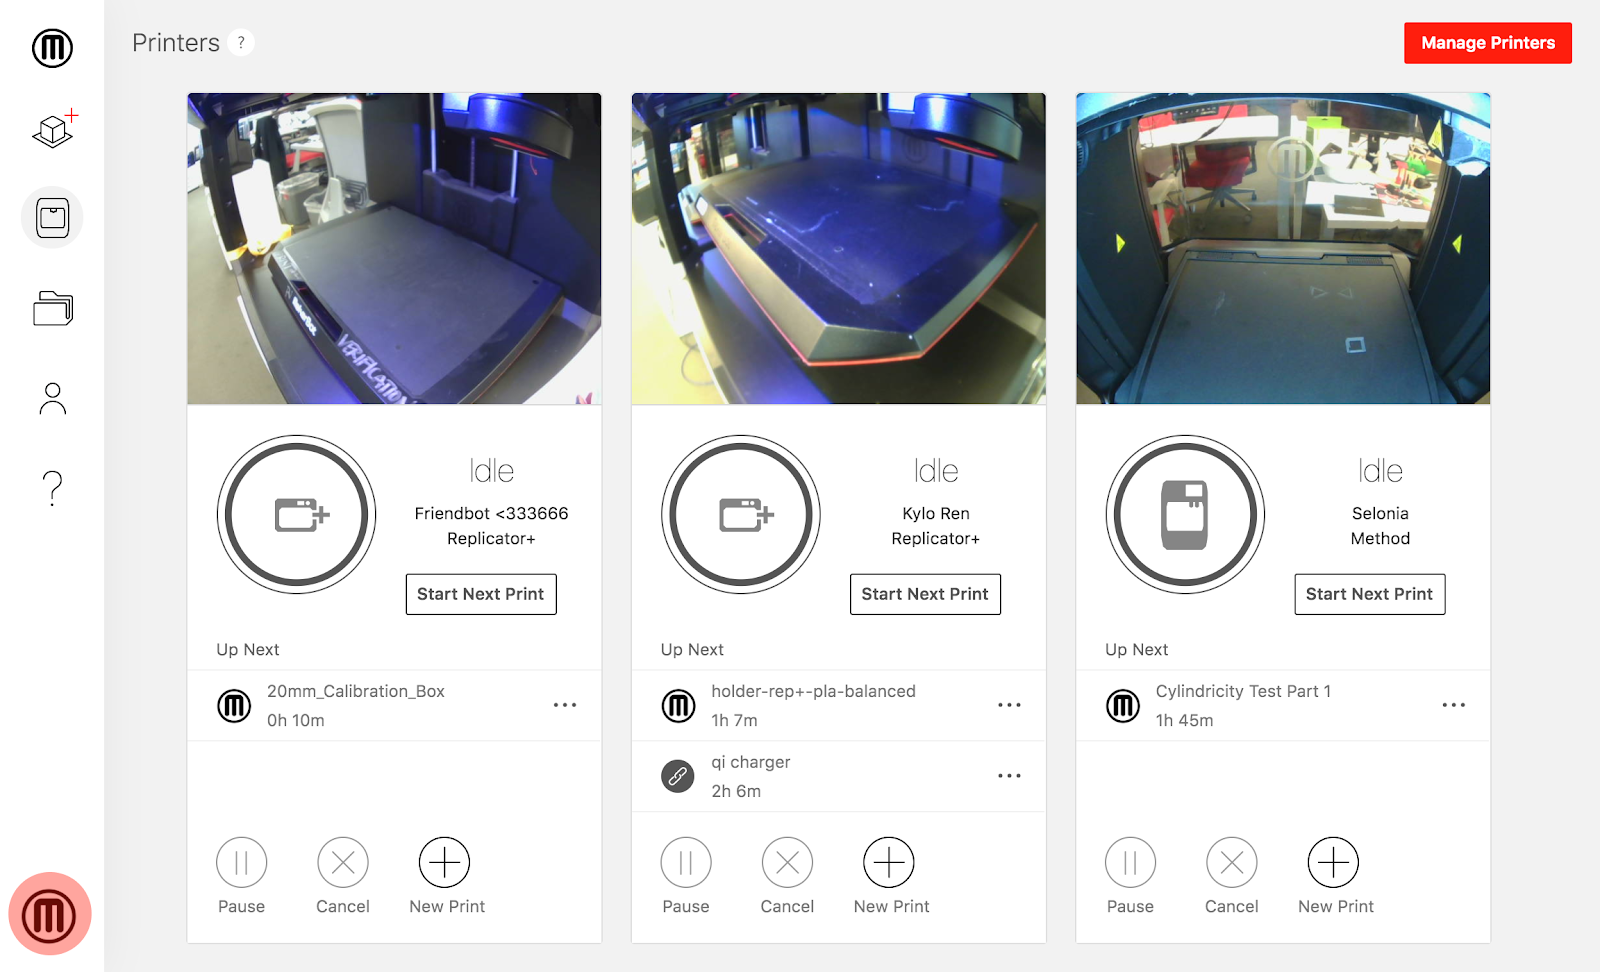 Printers ?
Manage Printers
MakerBot
VERIFICATION
Idle
Friendbot <333666
Replicator+
Start Next Print
Up Next
20mm_Calibration_Box
0h 10m
Pause
Cancel
New Print
Idle
Kylo Ren
Replicator+
Start Next Print
Up Next
holder-rep+-pla-balanced
1h 7m
qi charger
2h 6m
Pause
Cancel
New Print
Idle
Selonia
Method
Start Next Print
Up Next
Cylindricity Test Part 1
1h 45m
Pause
Cancel
New Print